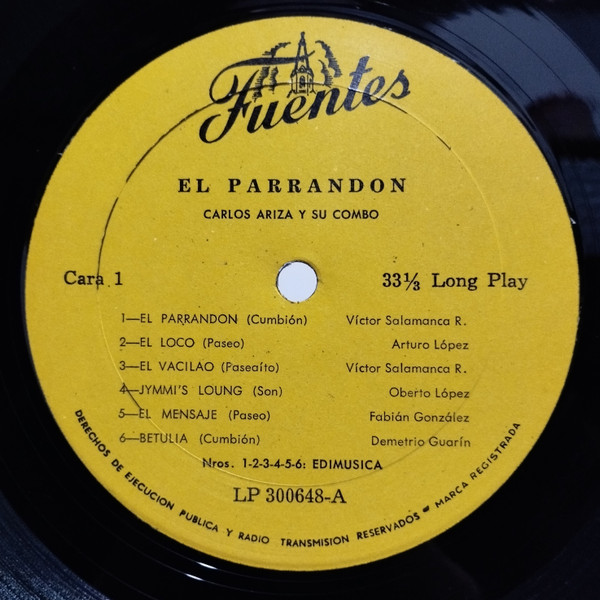 Fuentes
EL PARRANDON
CARLOS ARIZA Y SU COMBO
Cara 1 33⅓ Long Play
1—EL PARRANDON (Cumbión) Víctor Salamanca R.
2—EL LOCO (Paseo) Arturo López
3—EL VACILAO (Paseaíto) Víctor Salamanca R.
4—JYMMI'S LOUNG (Son) Oberto López
5—EL MENSAJE (Paseo) Fabián González
6—BETULIA (Cumbión) Demetrio Guarín
Nros. 1-2-3-4-5-6: EDIMUSICA
LP 300648-A
DERECHOS DE EJECUCION PUBLICA Y RADIO TRANSMISION RESERVADOS - MARCA REGISTRADA